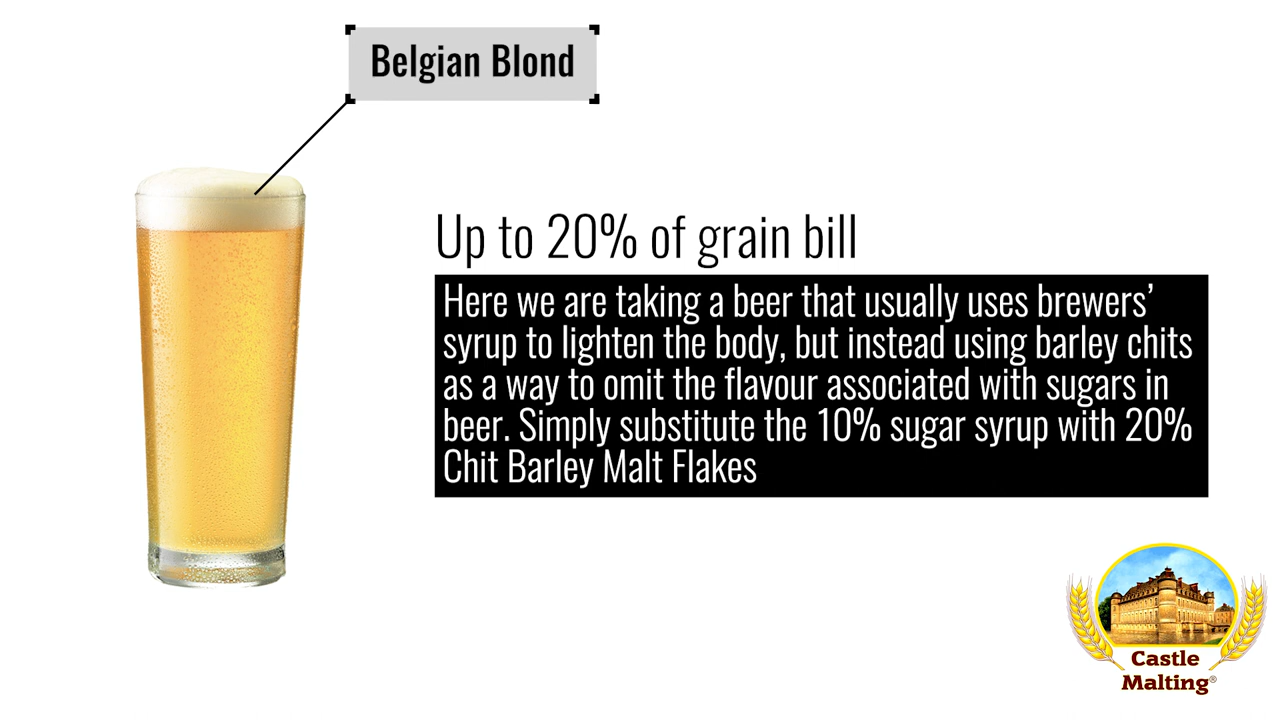 Belgian Blond
Up to 20% of grain bill
Here we are taking a beer that usually uses brewers’
syrup to lighten the body, but instead using barley chits
as a way to omit the flavour associated with sugars in
beer. Simply substitute the 10% sugar syrup with 20%
Chit Barley Malt Flakes
Castle
Malting®